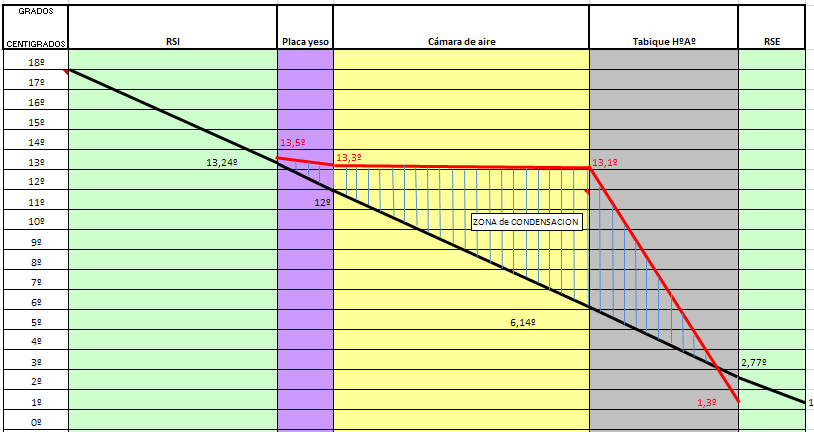 GRADOS
CENTIGRADOS
RSI
Placa yeso
Cámara de aire
Tabique HºAº
RSE
18º
17º
16º
15º
14º
13,5º
13,3º
13º
13,24º
13,1º
12º
12º
11º
10º
ZONA de CONDENSACION
9º
8º
7º
6º
5º
6,14º
4º
3º
2,77º
2º
1º
1,3º
1
0º